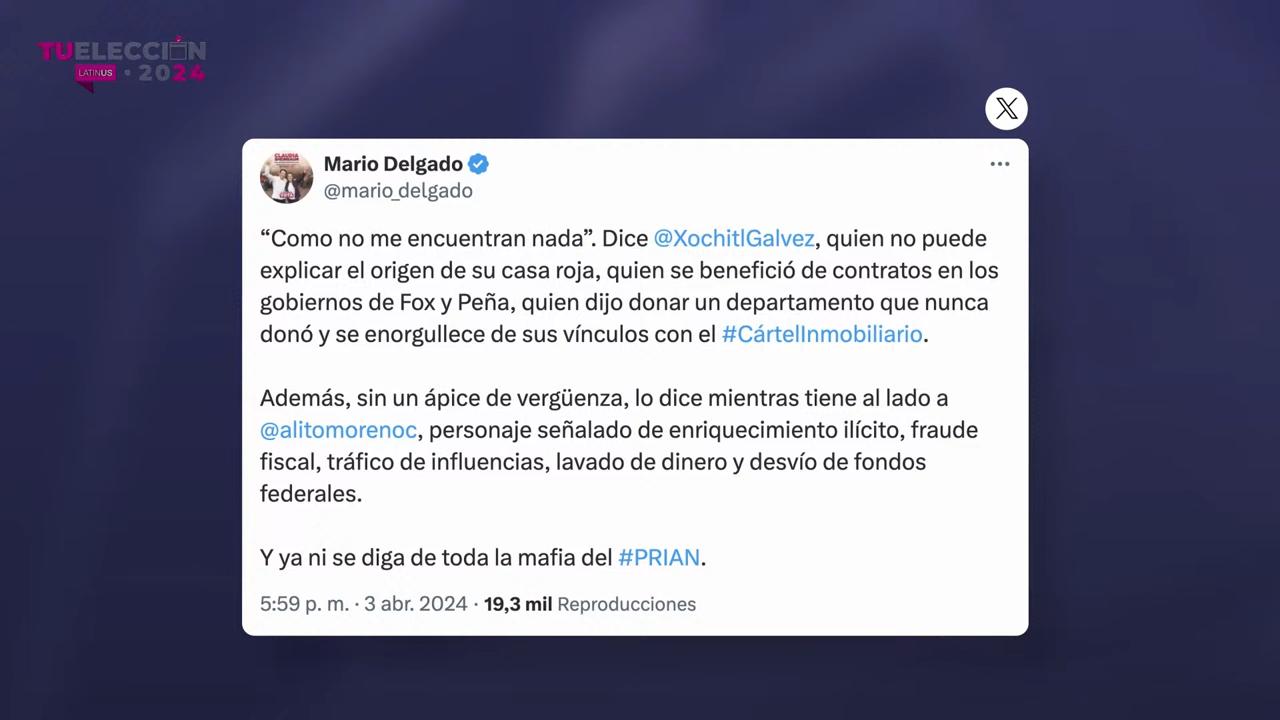 TUELECCIÓN
LATINUS • 2024
X
Mario Delgado
@mario_delgado
“Como no me encuentran nada”. Dice @XochitlGalvez, quien no puede
explicar el origen de su casa roja, quien se benefició de contratos en los
gobiernos de Fox y Peña, quien dijo donar un departamento que nunca
donó y se enorgullece de sus vínculos con el #CártelInmobiliario.
Además, sin un ápice de vergüenza, lo dice mientras tiene al lado a
@alitomorenoc, personaje señalado de enriquecimiento ilícito, fraude
fiscal, tráfico de influencias, lavado de dinero y desvío de fondos
federales.
Y ya ni se diga de toda la mafia del #PRIAN.
5:59 p. m. · 3 abr. 2024 · 19,3 mil Reproducciones